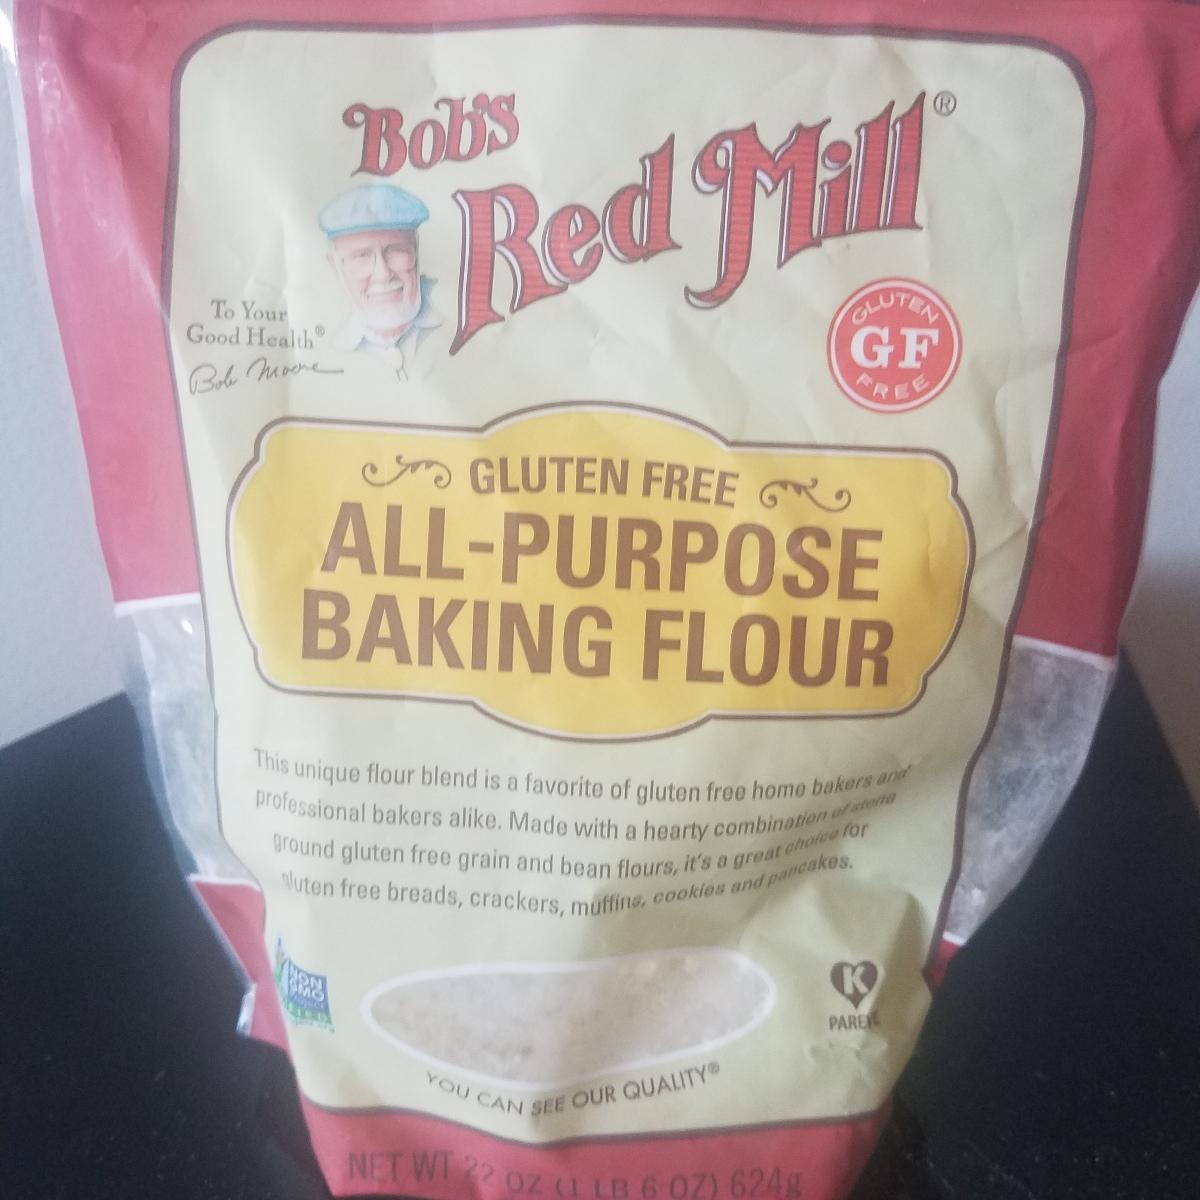 Bob's
Red Mill®
To Your
Good Health®
Bob Moore
GLUTEN
GF
FREE
GLUTEN FREE
ALL-PURPOSE
BAKING FLOUR
This unique flour blend is a favorite of gluten free home bakers and
professional bakers alike. Made with a hearty combination of stone
ground gluten free grain and bean flours, it's a great choice for
gluten free breads, crackers, muffins, cookies and pancakes.
NON
GMO
K
PAREVE
YOU CAN SEE OUR QUALITY®
NET WT 22 OZ (1 LB 6 OZ) 624g